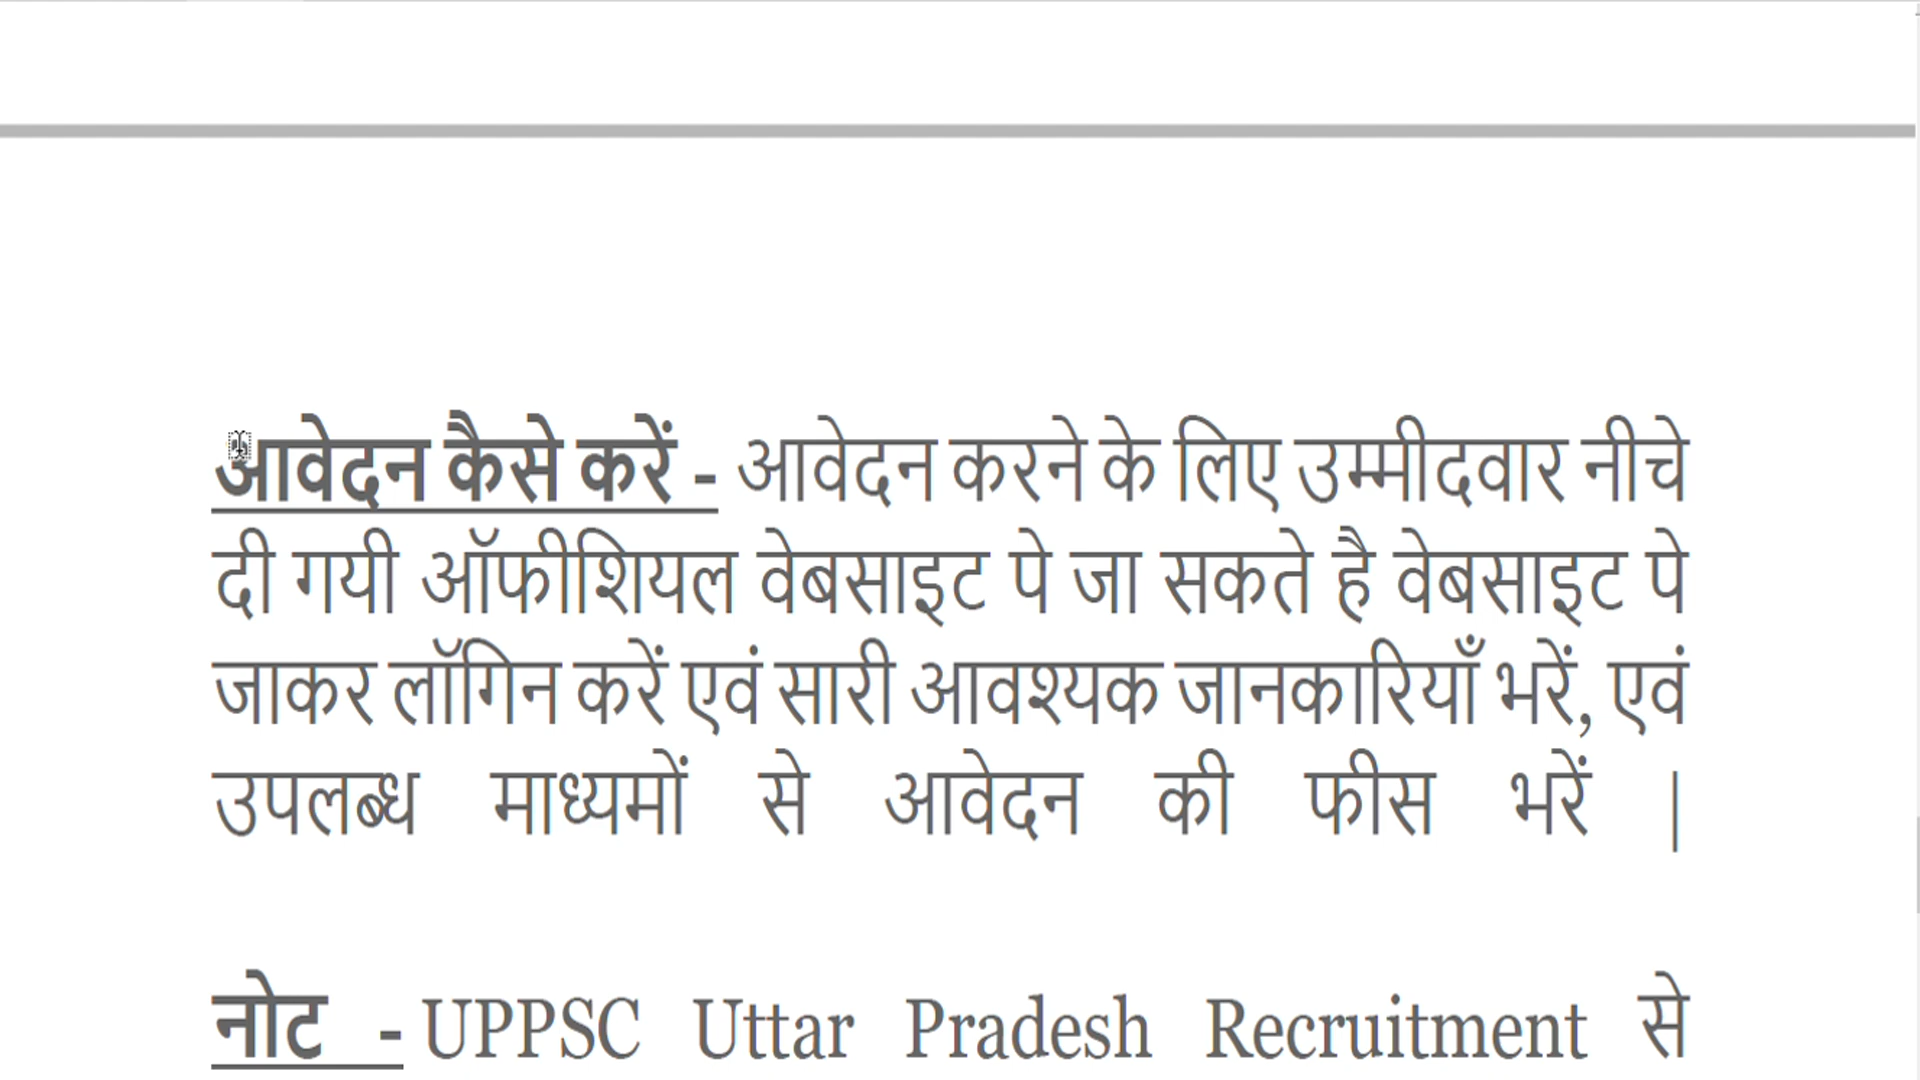 आवेदन कैसे करें - आवेदन करने के लिए उम्मीदवार नीचे
दी गयी ऑफीशियल वेबसाइट पे जा सकते है वेबसाइट पे
जाकर लॉगिन करें एवं सारी आवश्यक जानकारियाँ भरें, एवं
उपलब्ध माध्यमों से आवेदन की फीस भरें |
नोट - UPPSC Uttar Pradesh Recruitment से